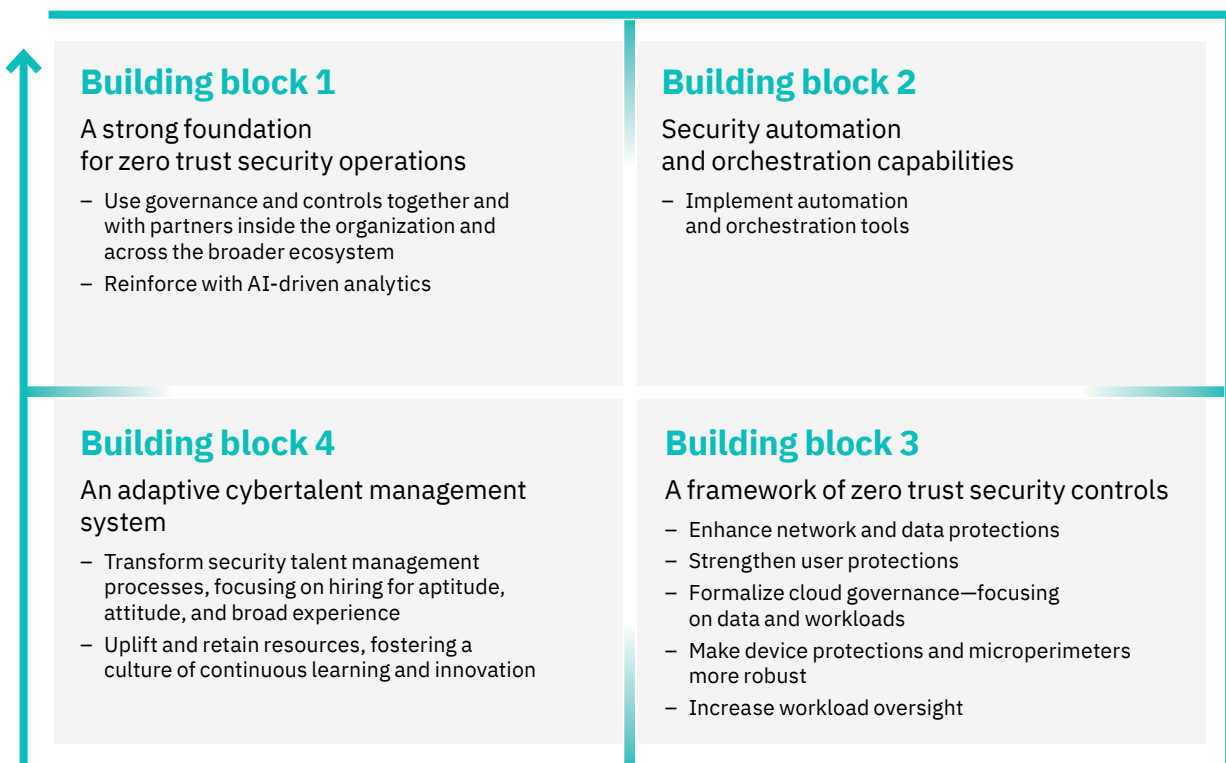 Building block 1
A strong foundation
for zero trust security operations
– Use governance and controls together and
with partners inside the organization and
across the broader ecosystem
– Reinforce with AI-driven analytics
Building block 2
Security automation
and orchestration capabilities
– Implement automation
and orchestration tools
Building block 4
An adaptive cybertalent management
system
– Transform security talent management
processes, focusing on hiring for aptitude,
attitude, and broad experience
– Uplift and retain resources, fostering a
culture of continuous learning and innovation
Building block 3
A framework of zero trust security controls
– Enhance network and data protections
– Strengthen user protections
– Formalize cloud governance—focusing
on data and workloads
– Make device protections and microperimeters
more robust
– Increase workload oversight